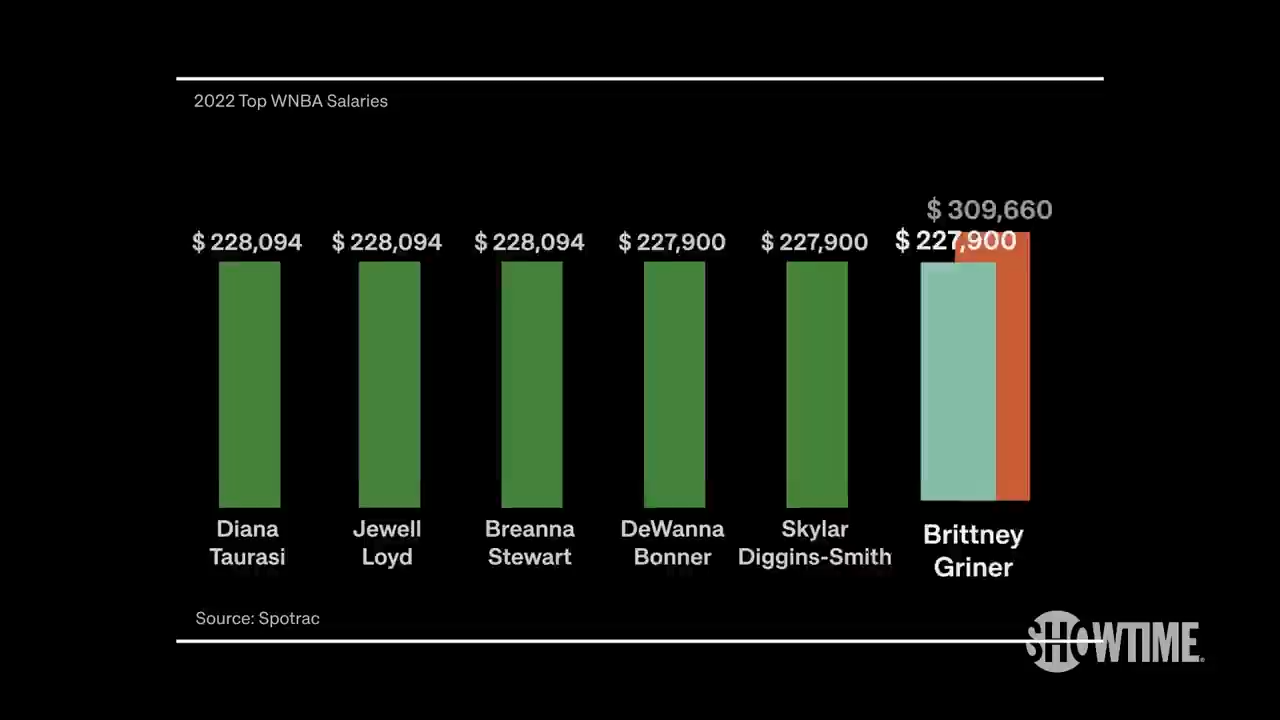 2022 Top WNBA Salaries
$ 309,660
$ 228,094
$ 228,094
$ 228,094
$ 227,900
$ 227,900
$ 227,900
Diana
Taurasi
Jewell
Loyd
Breanna
Stewart
DeWanna
Bonner
Skylar
Diggins-Smith
Brittney
Griner
Source: Spotrac
SHOWTIME.